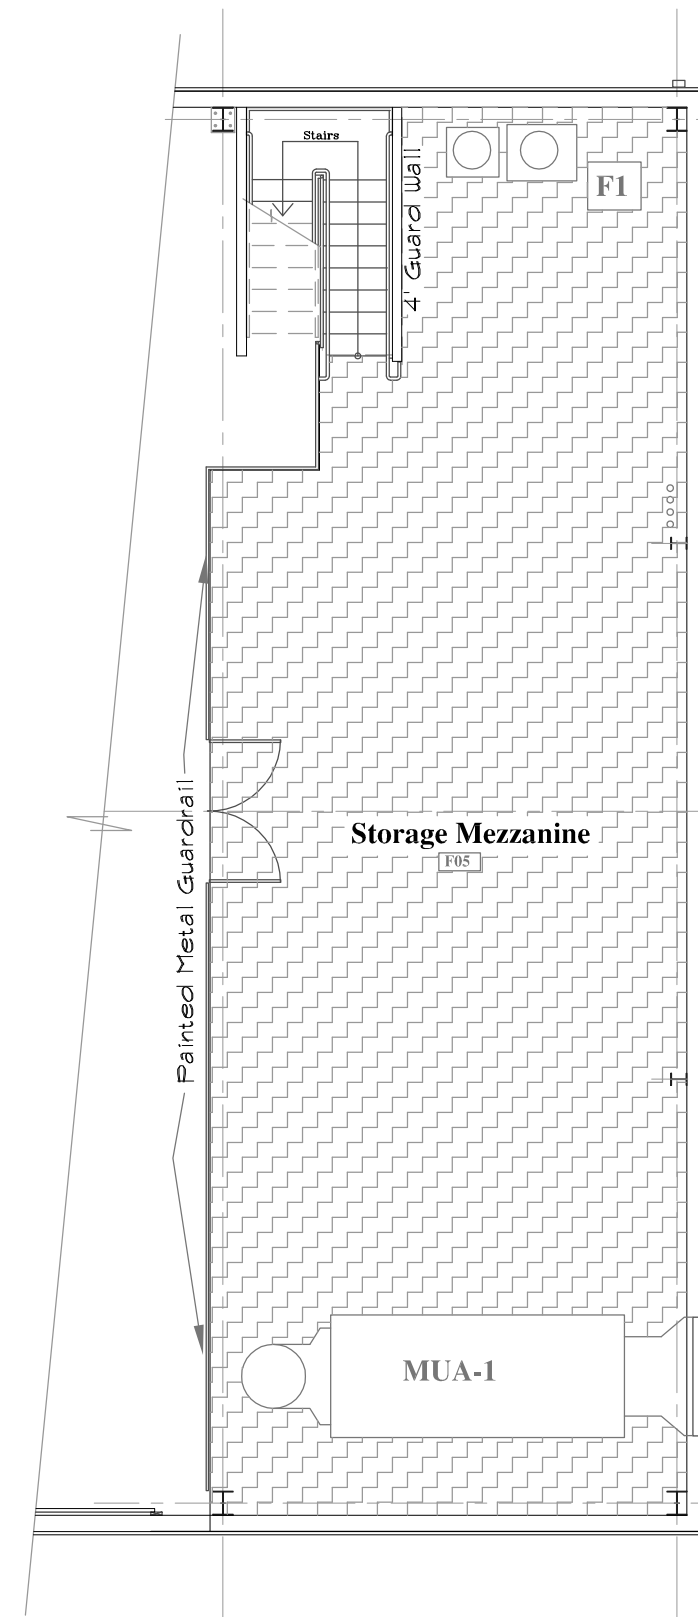 Stairs
4' Guard Wall
F1
Painted Metal Guardrail
Storage Mezzanine
F05
MUA-1